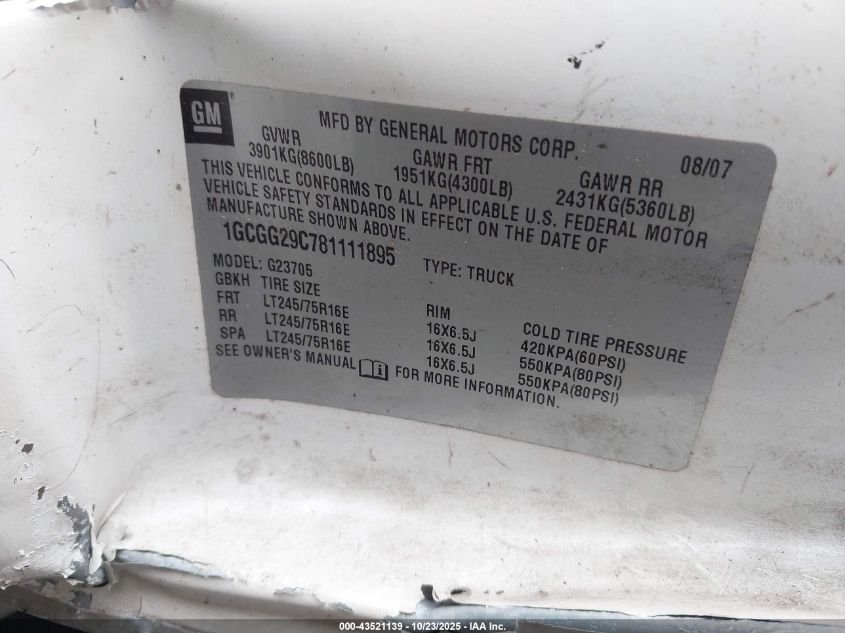 GM
MFD BY GENERAL MOTORS CORP. 08/07
GVWR GAWR FRT GAWR RR
3901KG(8600LB) 1951KG(4300LB) 2431KG(5360LB)
THIS VEHICLE CONFORMS TO ALL APPLICABLE U.S. FEDERAL MOTOR
VEHICLE SAFETY STANDARDS IN EFFECT ON THE DATE OF
MANUFACTURE SHOWN ABOVE.
1GCGG29C781111895 TYPE: TRUCK
MODEL: G23705
GBKH TIRE SIZE RIM COLD TIRE PRESSURE
FRT LT245/75R16E 16X6.5J 420KPA(60PSI)
RR LT245/75R16E 16X6.5J 550KPA(80PSI)
SPA LT245/75R16E 16X6.5J 550KPA(80PSI)
SEE OWNER'S MANUAL FOR MORE INFORMATION.
000-43521139 - 10/23/2025 - IAA Inc.